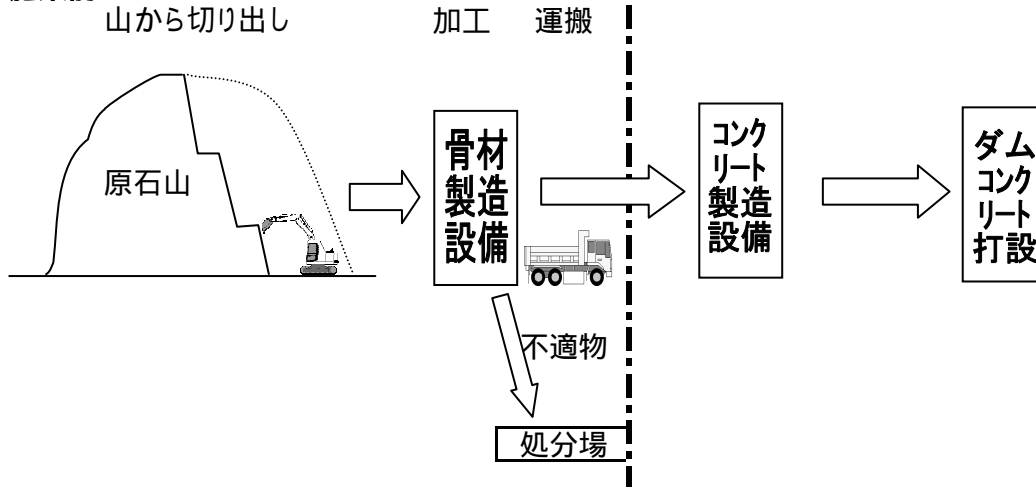 山から切り出し
加工
運搬
原石山
骨材
製造
設備
コンク
リート
製造
設備
ダム
コンク
リート
打設
不適物
処分場